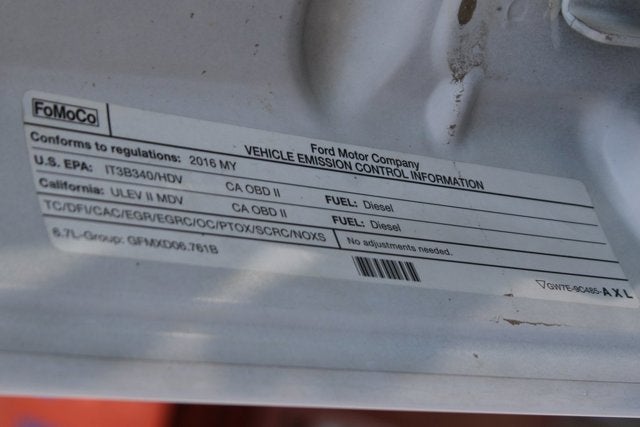 FoMoCo
Ford Motor Company
VEHICLE EMISSION CONTROL INFORMATION
Conforms to regulations: 2016 MY
U.S. EPA: IT3B340/HDV CA OBD II FUEL: Diesel
California: ULEV II MDV CA OBD II FUEL: Diesel
TC/DFI/CAC/EGR/EGRC/OC/PTOX/SCRC/NOXS No adjustments needed.
6.7L-Group: GFMXD06.761B
GW7E-9C485-AXL